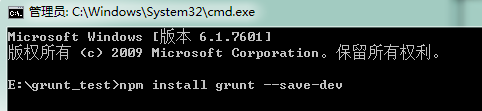 管理员: C:\Windows\System32\cmd.exe
Microsoft Windows [版本 6.1.7601]
版权所有 (c) 2009 Microsoft Corporation。保留所有权利。
E:\grunt_test>npm install grunt --save-dev